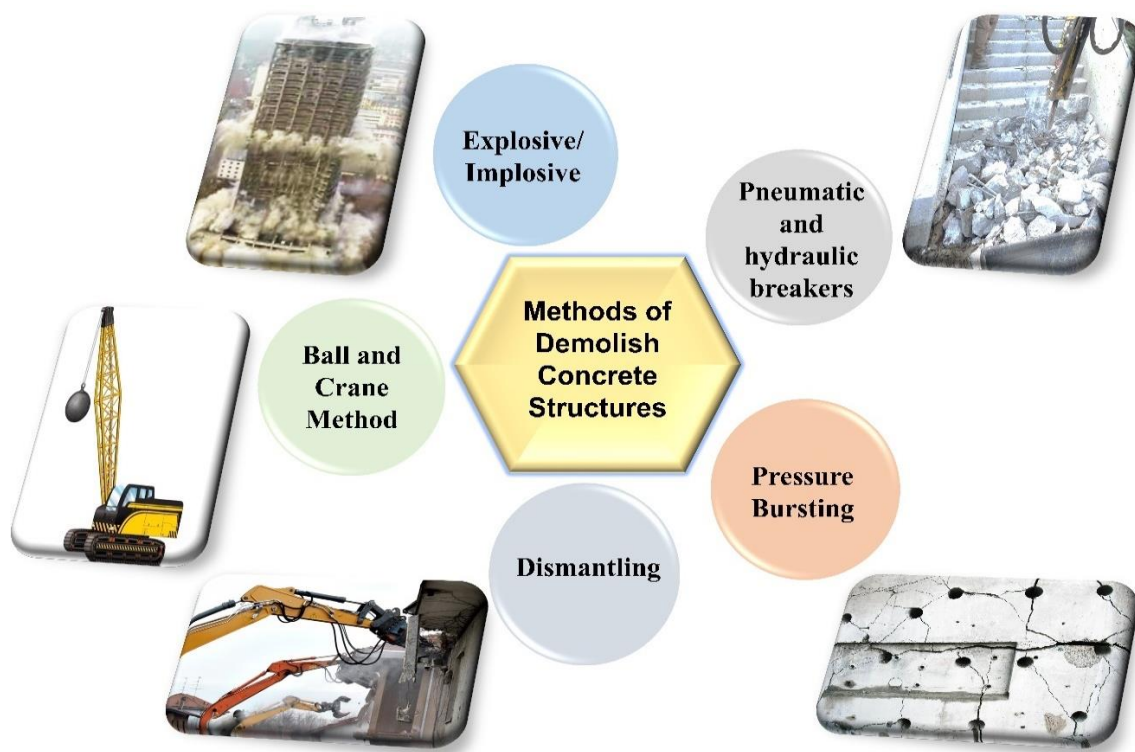 Explosive/
Implosive
Pneumatic
and
hydraulic
breakers
Methods of
Demolish
Concrete
Structures
Ball and
Crane
Method
Pressure
Bursting
Dismantling